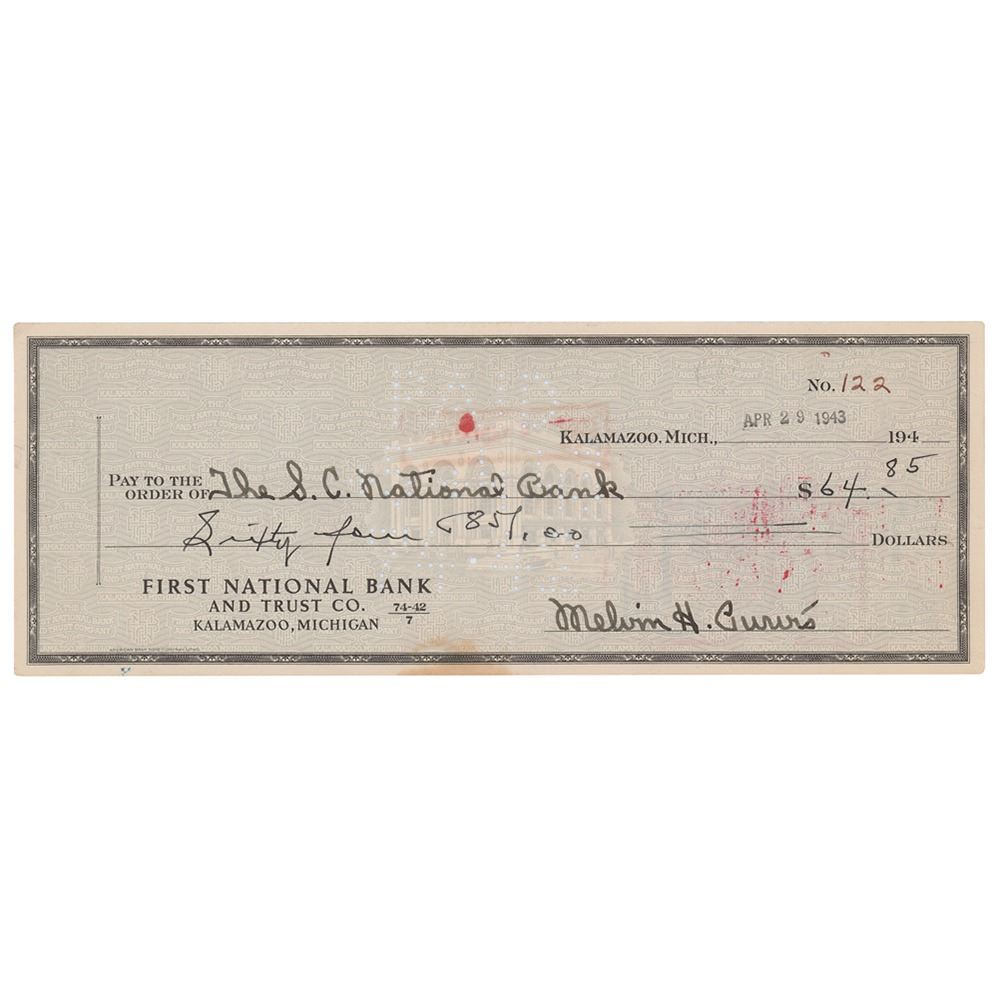 No. 122
KALAMAZOO, MICH., APR 29 1943 194
PAY TO THE ORDER OF The S. C. National Bank $64.85
Sixty four 85/100 DOLLARS
FIRST NATIONAL BANK
AND TRUST CO. 74-42/7
KALAMAZOO, MICHIGAN
Melvin H. Purvis